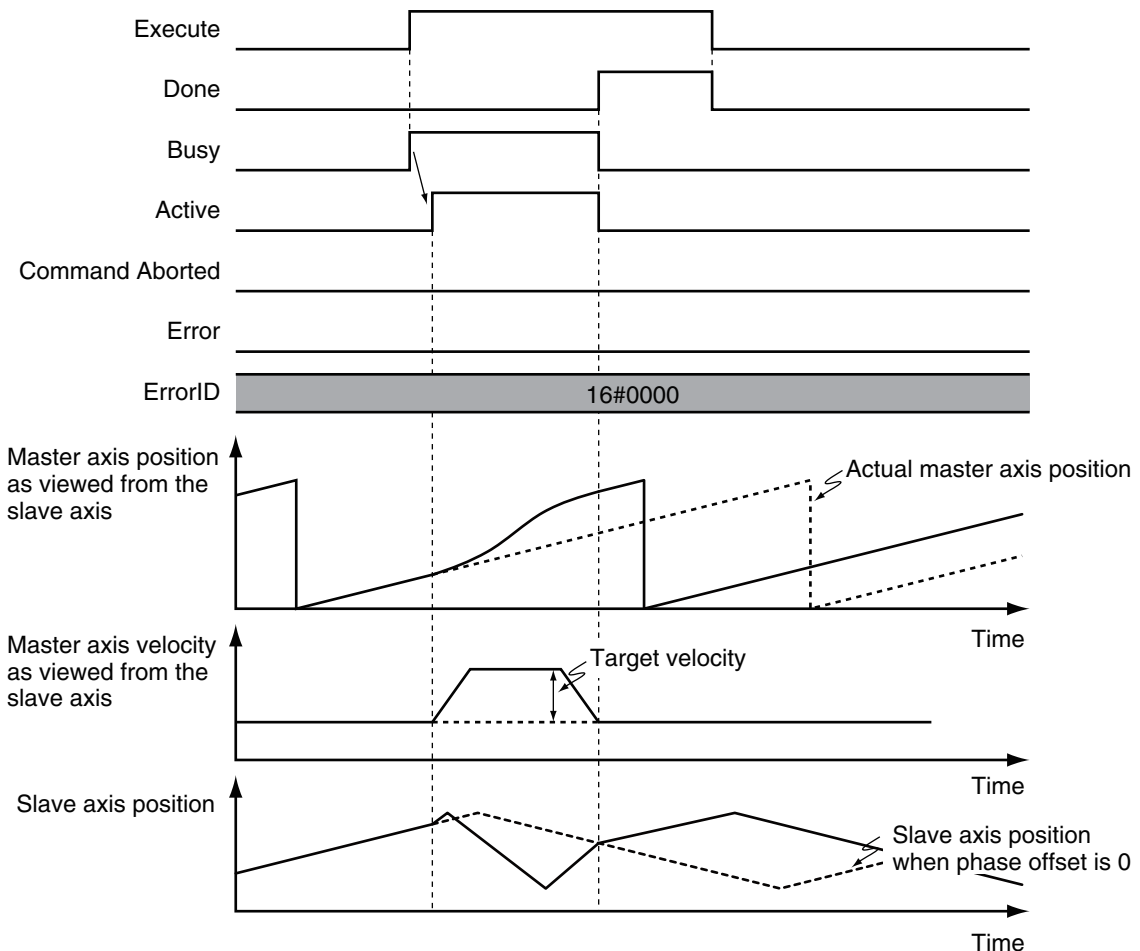 Execute
Done
Busy
Active
Command Aborted
Error
ErrorID
16#0000
Master axis position
as viewed from the
slave axis
Actual master axis position
Time
Master axis velocity
as viewed from the
slave axis
Target velocity
Time
Slave axis position
Slave axis position
when phase offset is 0
Time